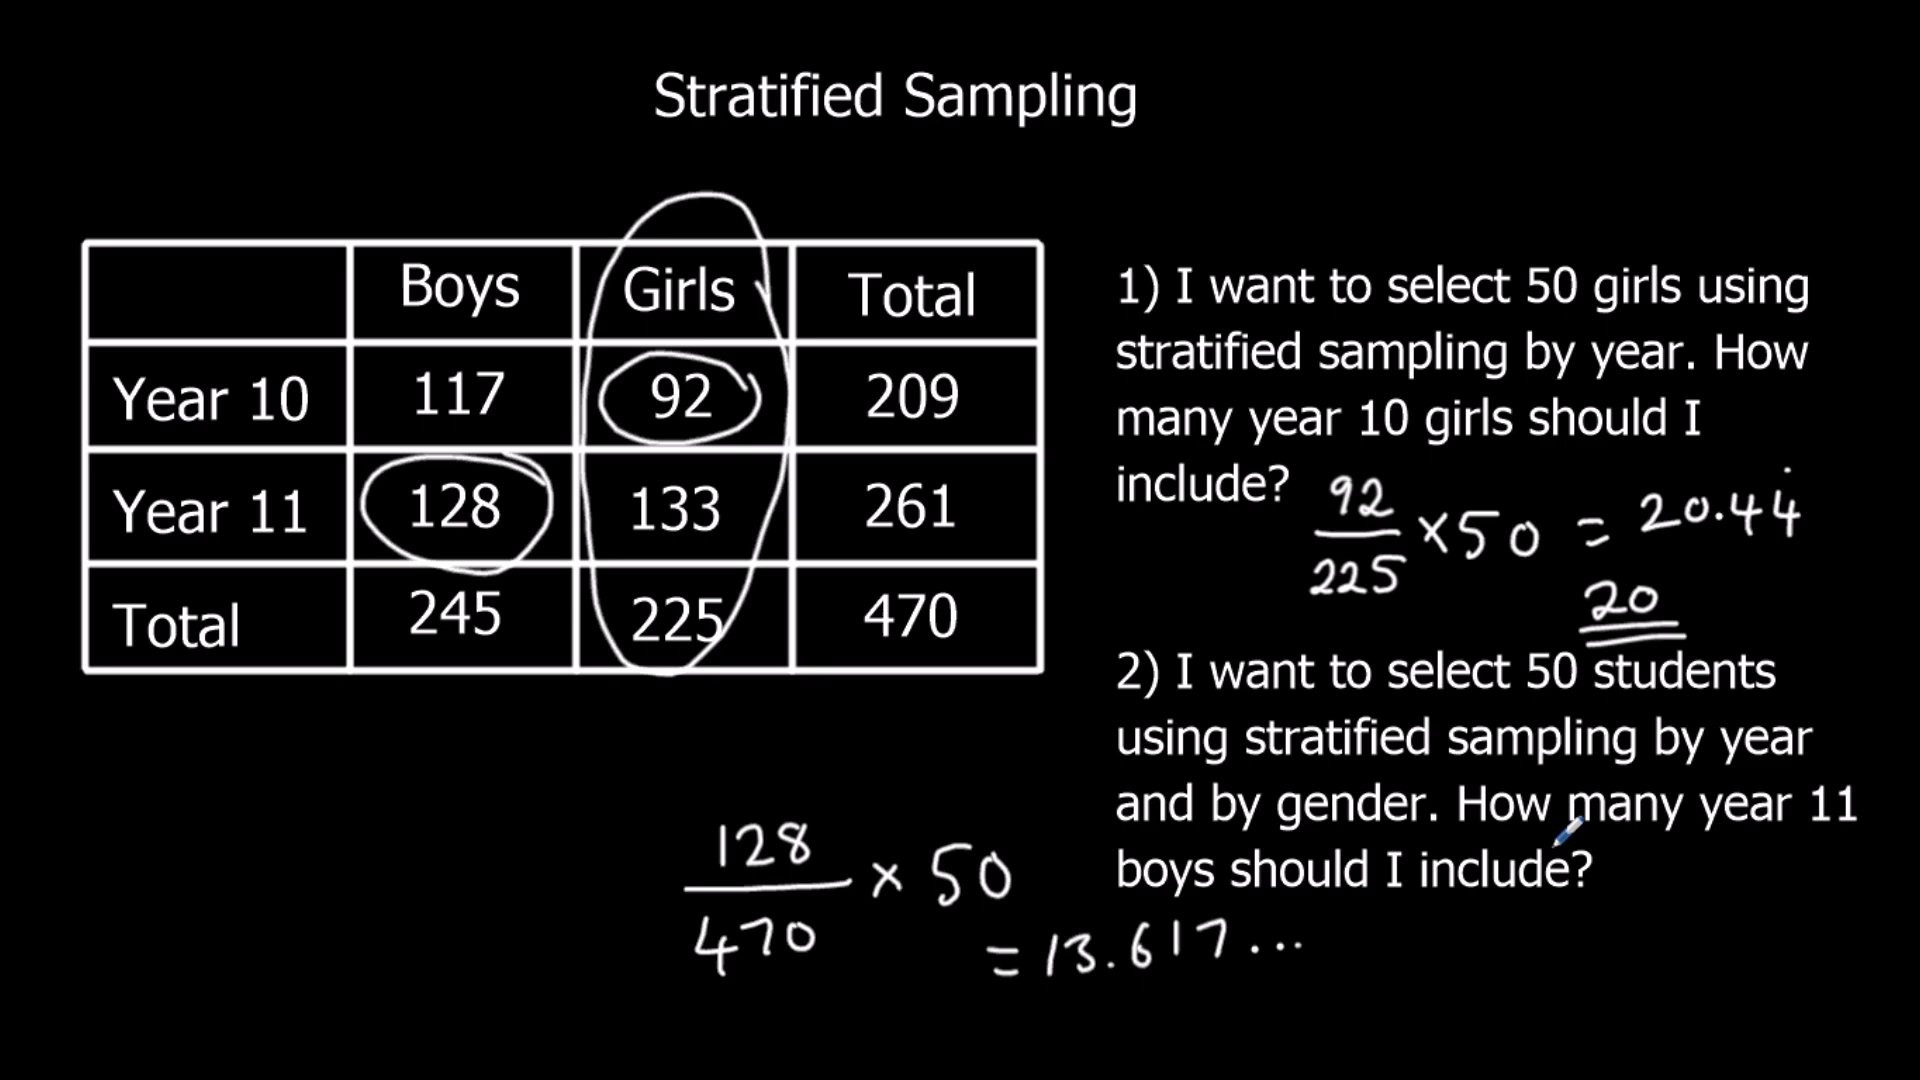 Stratified Sampling
Boys Girls Total
Year 10 117 92 209
Year 11 128 133 261
Total 245 225 470
1) I want to select 50 girls using
stratified sampling by year. How
many year 10 girls should I
include?
92
225
×50 = 20.44̇
20
2) I want to select 50 students
using stratified sampling by year
and by gender. How many year 11
boys should I include?
128
470
× 50
= 13.617...